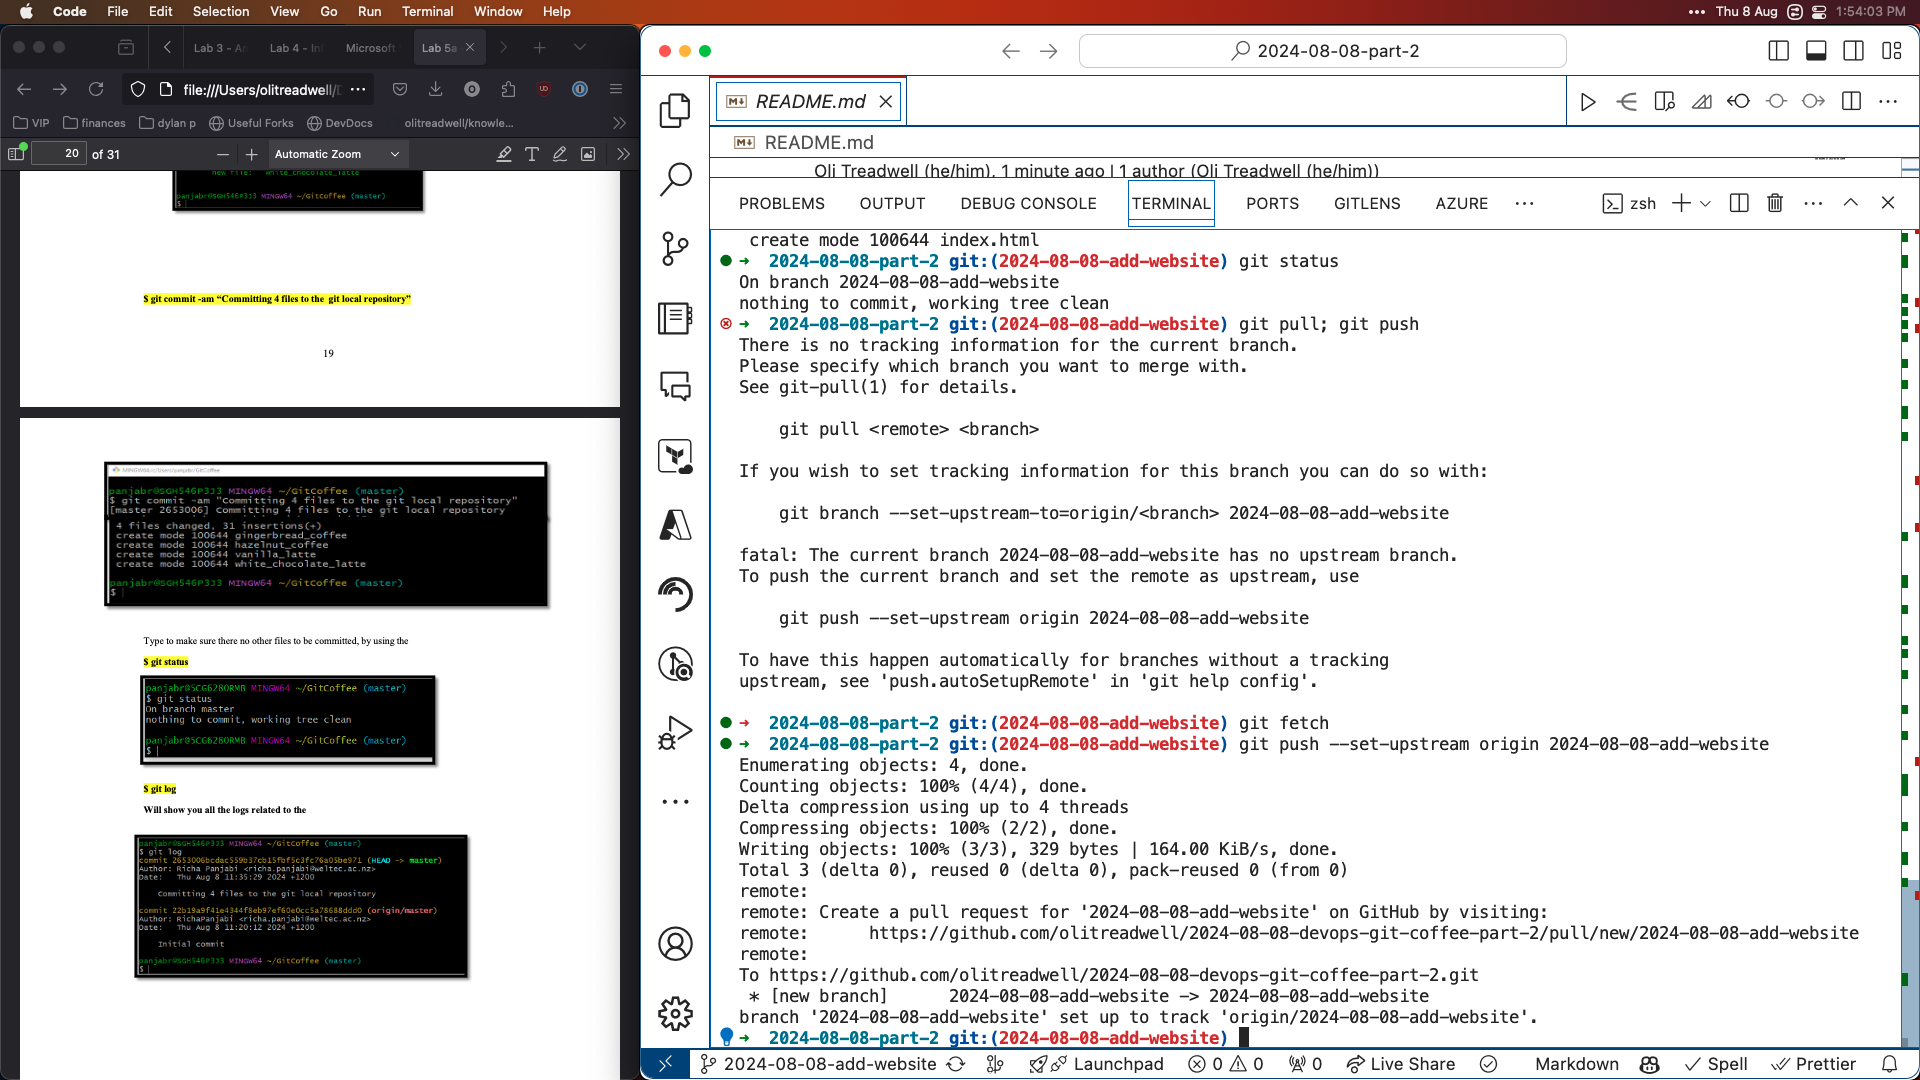 Code File Edit Selection View Go Run Terminal Window Help
Thu 8 Aug 1:54:03 PM
Lab 3 - A
Lab 4 - In
Microsoft
Lab 5a
file:///Users/olitreadwell/
VIP finances dylan p Useful Forks DevDocs olitreadwell/knowle...
20 of 31 Automatic Zoom
new file: white_chocolate_latte
panjabr@SGH546P3J3 MINGW64 ~/GitCoffee (master)
$
$ git commit -am “Committing 4 files to the git local repository”
19
MINGW64:/c/Users/panjabr/GitCoffee
panjabr@SGH546P3J3 MINGW64 ~/GitCoffee (master)
$ git commit -am "Committing 4 files to the git local repository"
[master 2653006] Committing 4 files to the git local repository
4 files changed, 31 insertions(+)
create mode 100644 gingerbread_coffee
create mode 100644 hazelnut_coffee
create mode 100644 vanilla_latte
create mode 100644 white_chocolate_latte
panjabr@SGH546P3J3 MINGW64 ~/GitCoffee (master)
$
Type to make sure there no other files to be committed, by using the
$ git status
panjabr@5CG6280RMB MINGW64 ~/GitCoffee (master)
$ git status
On branch master
nothing to commit, working tree clean
panjabr@5CG6280RMB MINGW64 ~/GitCoffee (master)
$
$ git log
Will show you all the logs related to the
panjabr@SGH546P3J3 MINGW64 ~/GitCoffee (master)
$ git log
commit (HEAD -> master)
Author: Richa Panjabi <richa.panjabi@weltec.ac.nz>
Date: Thu Aug 8 11:35:29 2024 +1200
Committing 4 files to the git local repository
commit (origin/master)
Author: RichaPanjabi <richa.panjabi@weltec.ac.nz>
Date: Thu Aug 8 11:20:12 2024 +1200
Initial commit
panjabr@SGH546P3J3 MINGW64 ~/GitCoffee (master)
$
2024-08-08-part-2
README.md
README.md
Oli Treadwell (he/him), 1 minute ago | 1 author (Oli Treadwell (he/him))
PROBLEMS OUTPUT DEBUG CONSOLE TERMINAL PORTS GITLENS AZURE ··· zsh
create mode 100644 index.html
➜ 2024-08-08-part-2 git:(2024-08-08-add-website) git status
On branch 2024-08-08-add-website
nothing to commit, working tree clean
➜ 2024-08-08-part-2 git:(2024-08-08-add-website) git pull; git push
There is no tracking information for the current branch.
Please specify which branch you want to merge with.
See git-pull(1) for details.
git pull <remote> <branch>
If you wish to set tracking information for this branch you can do so with:
git branch --set-upstream-to=origin/<branch> 2024-08-08-add-website
fatal: The current branch 2024-08-08-add-website has no upstream branch.
To push the current branch and set the remote as upstream, use
git push --set-upstream origin 2024-08-08-add-website
To have this happen automatically for branches without a tracking
upstream, see 'push.autoSetupRemote' in 'git help config'.
➜ 2024-08-08-part-2 git:(2024-08-08-add-website) git fetch
➜ 2024-08-08-part-2 git:(2024-08-08-add-website) git push --set-upstream origin 2024-08-08-add-website
Enumerating objects: 4, done.
Counting objects: 100% (4/4), done.
Delta compression using up to 4 threads
Compressing objects: 100% (2/2), done.
Writing objects: 100% (3/3), 329 bytes | 164.00 KiB/s, done.
Total 3 (delta 0), reused 0 (delta 0), pack-reused 0 (from 0)
remote:
remote: Create a pull request for '2024-08-08-add-website' on GitHub by visiting:
remote: https://github.com/olitreadwell/2024-08-08-devops-git-coffee-part-2/pull/new/2024-08-08-add-website
remote:
To https://github.com/olitreadwell/2024-08-08-devops-git-coffee-part-2.git
* [new branch] 2024-08-08-add-website -> 2024-08-08-add-website
branch '2024-08-08-add-website' set up to track 'origin/2024-08-08-add-website'.
➜ 2024-08-08-part-2 git:(2024-08-08-add-website)
2024-08-08-add-website Launchpad 0 0 0 Live Share Markdown Spell Prettier